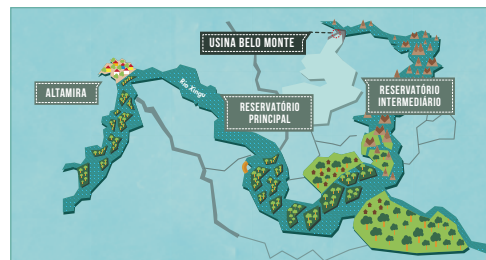 USINA BELO MONTE
ALTAMIRA
Rio Xingu
RESERVATÓRIO
PRINCIPAL
RESERVATÓRIO
INTERMEDIÁRIO